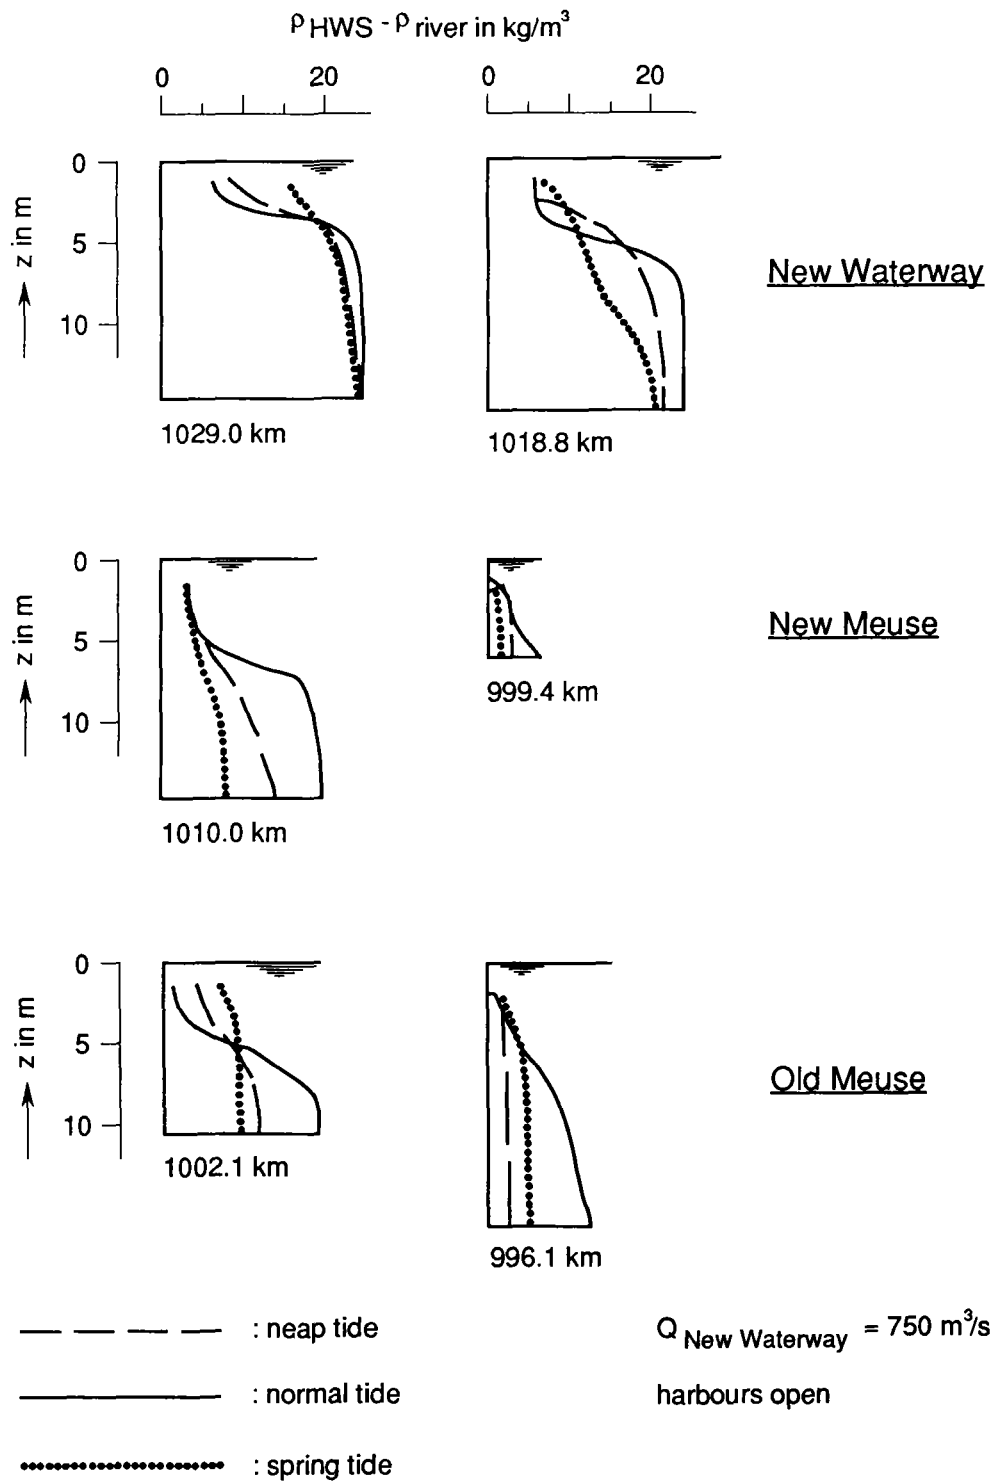 ρ HWS - ρ river in kg/m³
0 20 0 20
0
5
10
z in m
New Waterway
1029.0 km
1018.8 km
0
5
10
z in m
New Meuse
999.4 km
1010.0 km
0
5
10
z in m
Old Meuse
1002.1 km
996.1 km
: neap tide
Q New Waterway = 750 m³/s
: normal tide
harbours open
: spring tide